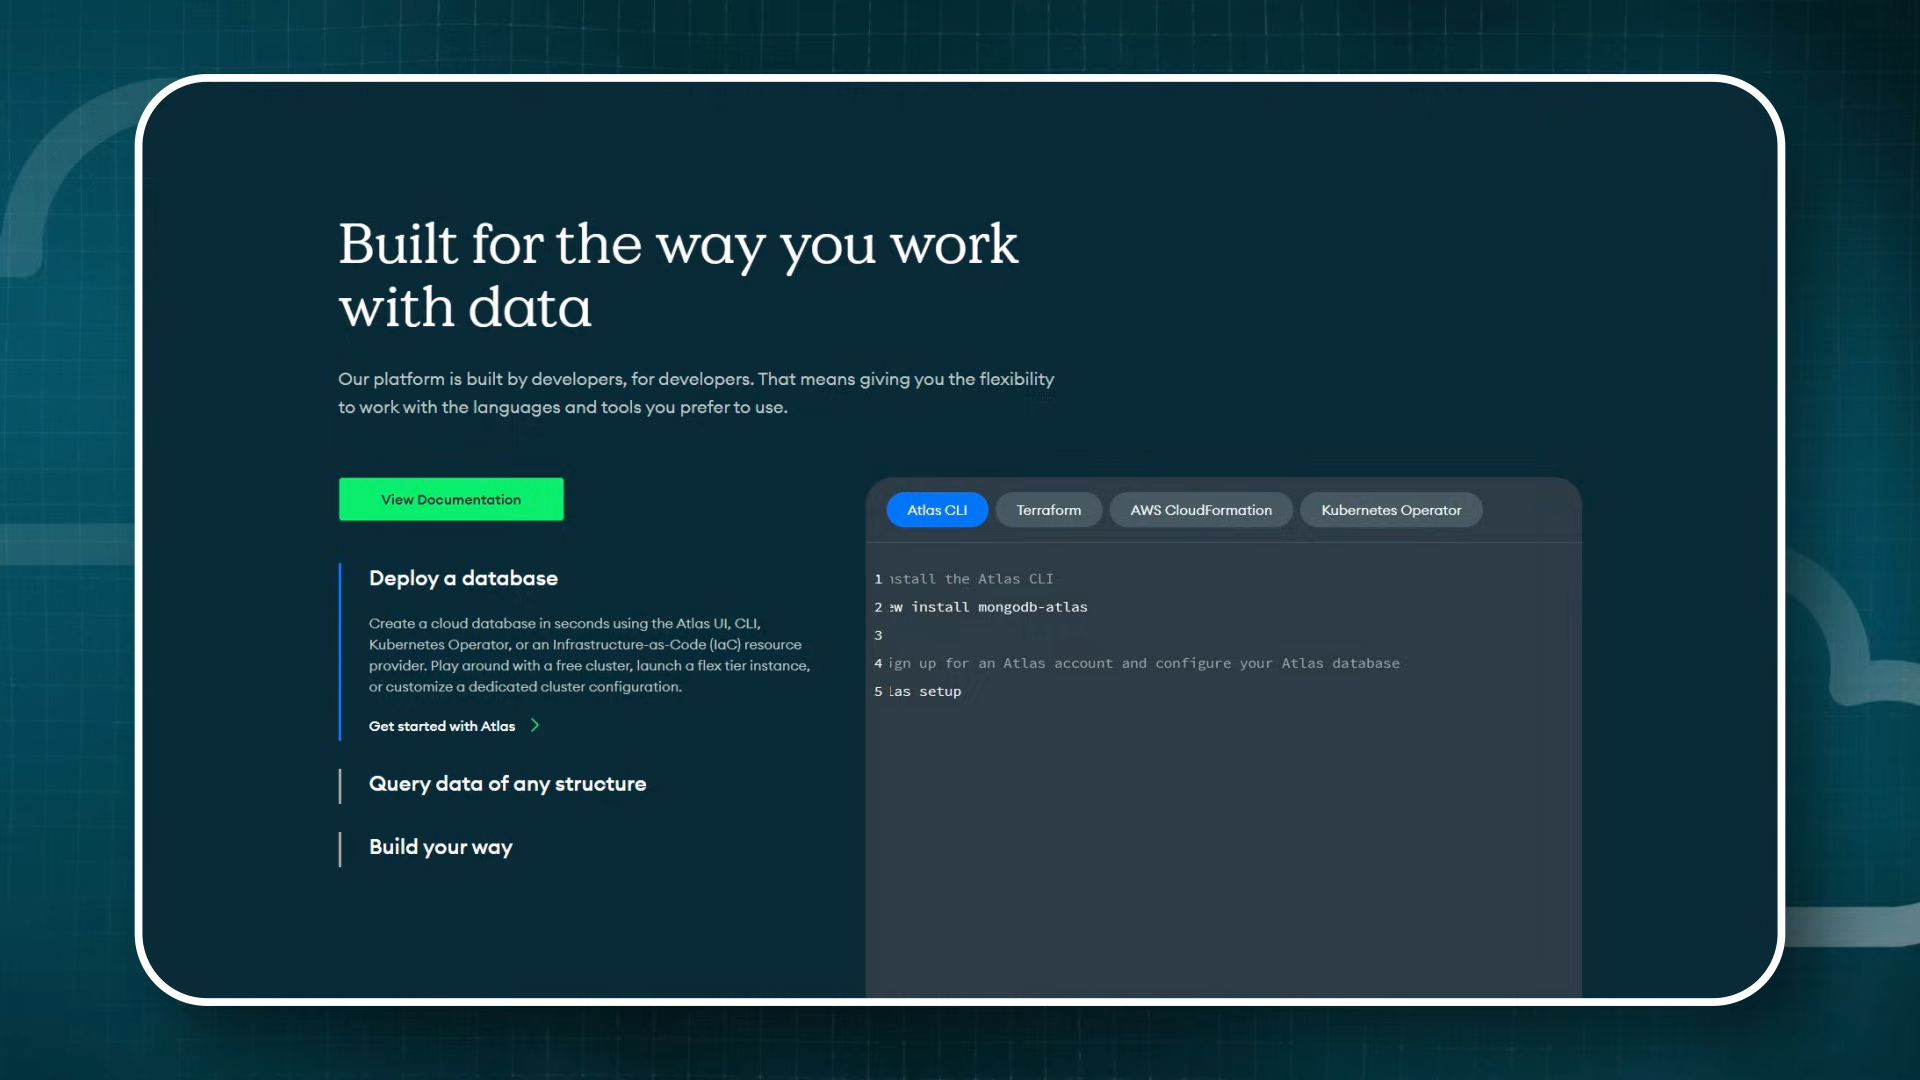 Built for the way you work
with data
Our platform is built by developers, for developers. That means giving you the flexibility
to work with the languages and tools you prefer to use.
View Documentation
Deploy a database
Create a cloud database in seconds using the Atlas UI, CLI,
Kubernetes Operator, or an Infrastructure-as-Code (IaC) resource
provider. Play around with a free cluster, launch a flex tier instance,
or customize a dedicated cluster configuration.
Get started with Atlas
Query data of any structure
Build your way
Atlas CLI Terraform AWS CloudFormation Kubernetes Operator
1 nstall the Atlas CLI
2 ew install mongodb-atlas
3
4 ign up for an Atlas account and configure your Atlas database
5 las setup